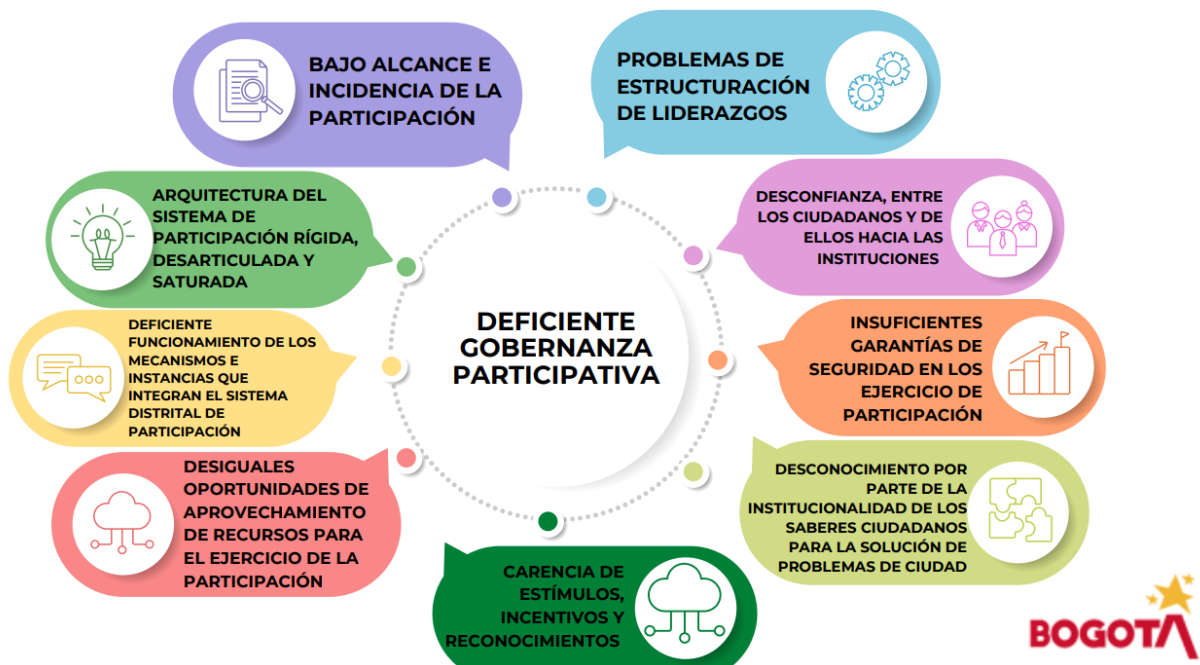 BAJO ALCANCE E
INCIDENCIA DE LA
PARTICIPACIÓN
PROBLEMAS DE
ESTRUCTURACIÓN
DE LIDERAZGOS
ARQUITECTURA DEL
SISTEMA DE
PARTICIPACIÓN RÍGIDA,
DESARTICULADA Y
SATURADA
DESCONFIANZA, ENTRE
LOS CIUDADANOS Y DE
ELLOS HACIA LAS
INSTITUCIONES
DEFICIENTE
GOBERNANZA
PARTICIPATIVA
DEFICIENTE
FUNCIONAMIENTO DE LOS
MECANISMOS E
INSTANCIAS QUE
INTEGRAN EL SISTEMA
DISTRITAL DE
PARTICIPACIÓN
INSUFICIENTES
GARANTÍAS DE
SEGURIDAD EN LOS
EJERCICIO DE
PARTICIPACIÓN
DESIGUALES
OPORTUNIDADES DE
APROVECHAMIENTO
DE RECURSOS PARA
EL EJERCICIO DE LA
PARTICIPACIÓN
DESCONOCIMIENTO POR
PARTE DE LA
INSTITUCIONALIDAD DE LOS
SABERES CIUDADANOS
PARA LA SOLUCIÓN DE
PROBLEMAS DE CIUDAD
CARENCIA DE
ESTÍMULOS,
INCENTIVOS Y
RECONOCIMIENTOS
BOGOTÁ